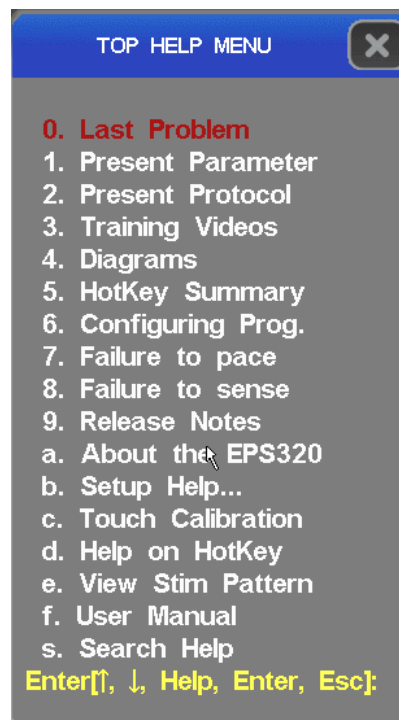 TOP HELP MENU
0. Last Problem
1. Present Parameter
2. Present Protocol
3. Training Videos
4. Diagrams
5. HotKey Summary
6. Configuring Prog.
7. Failure to pace
8. Failure to sense
9. Release Notes
a. About the EPS320
b. Setup Help...
c. Touch Calibration
d. Help on HotKey
e. View Stim Pattern
f. User Manual
s. Search Help
Enter[↑, ↓, Help, Enter, Esc]: